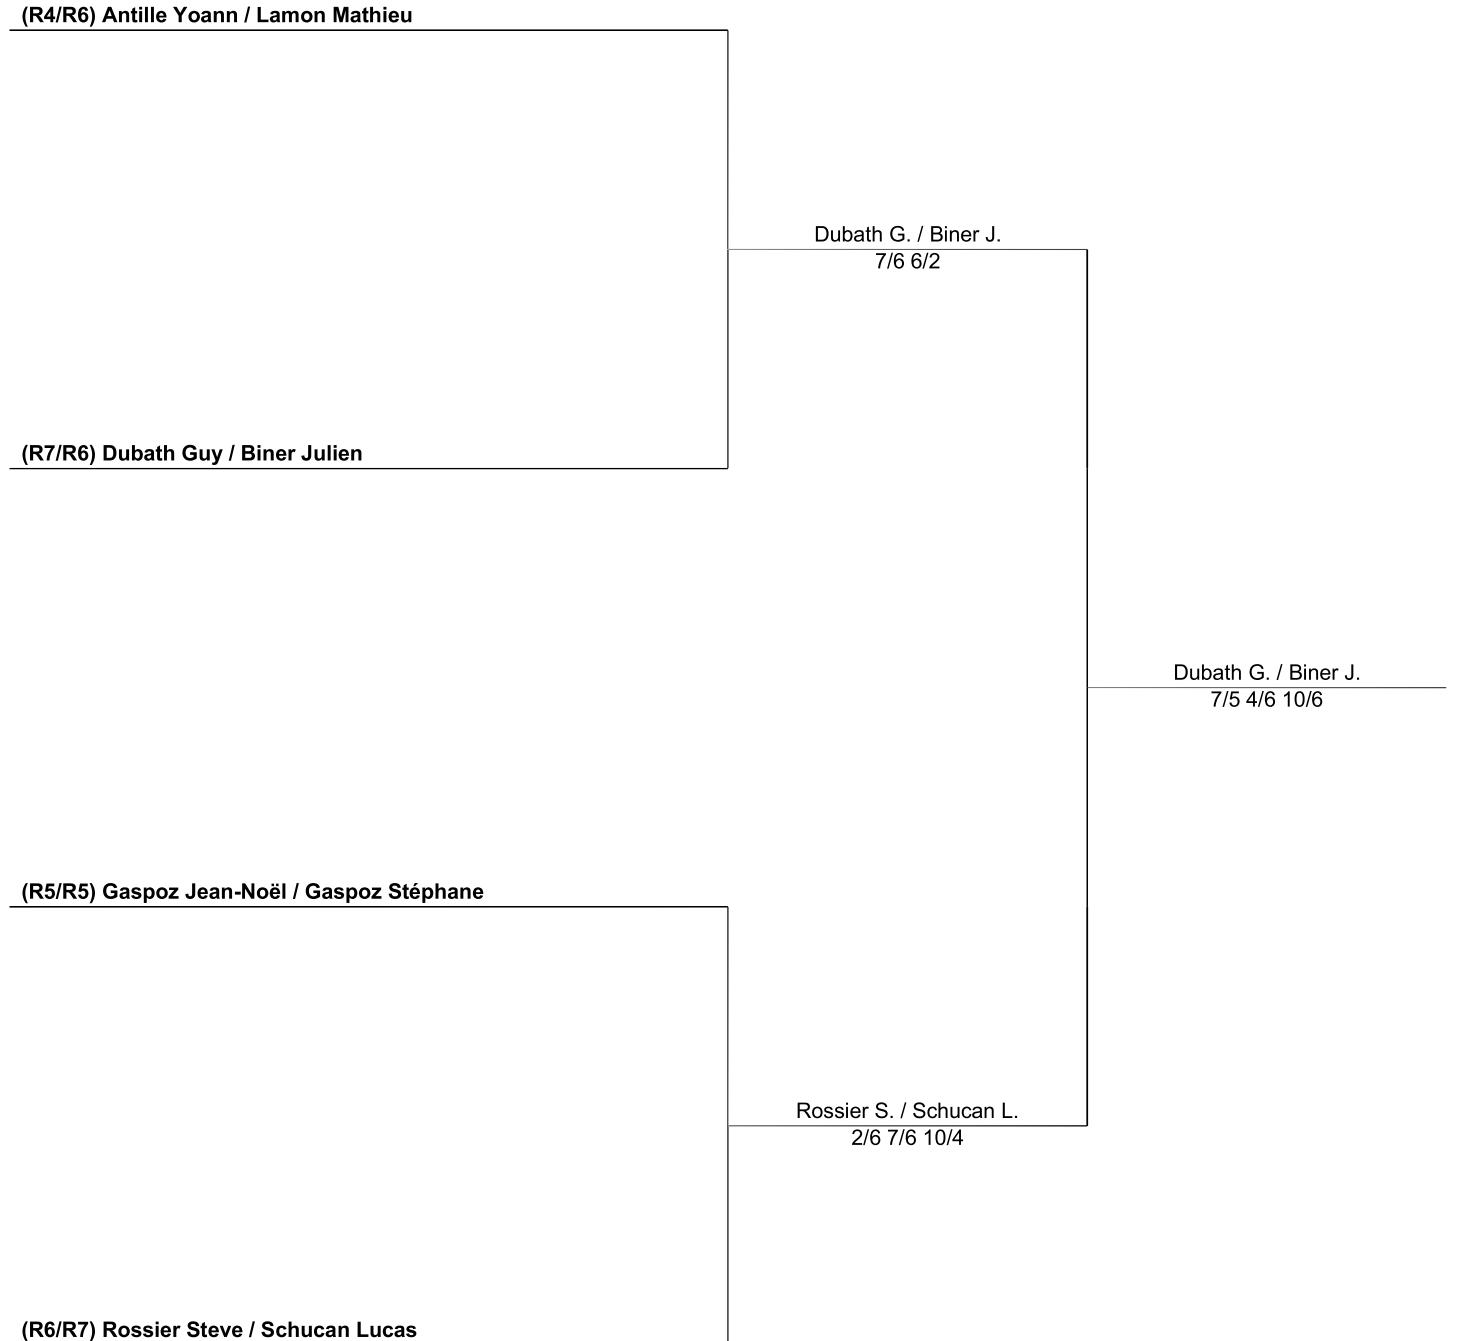 (R4/R6) Antille Yoann / Lamon Mathieu
Dubath G. / Biner J.
7/6 6/2
(R7/R6) Dubath Guy / Biner Julien
Dubath G. / Biner J.
7/5 4/6 10/6
(R5/R5) Gaspoz Jean-Noël / Gaspoz Stéphane
Rossier S. / Schucan L.
2/6 7/6 10/4
(R6/R7) Rossier Steve / Schucan Lucas